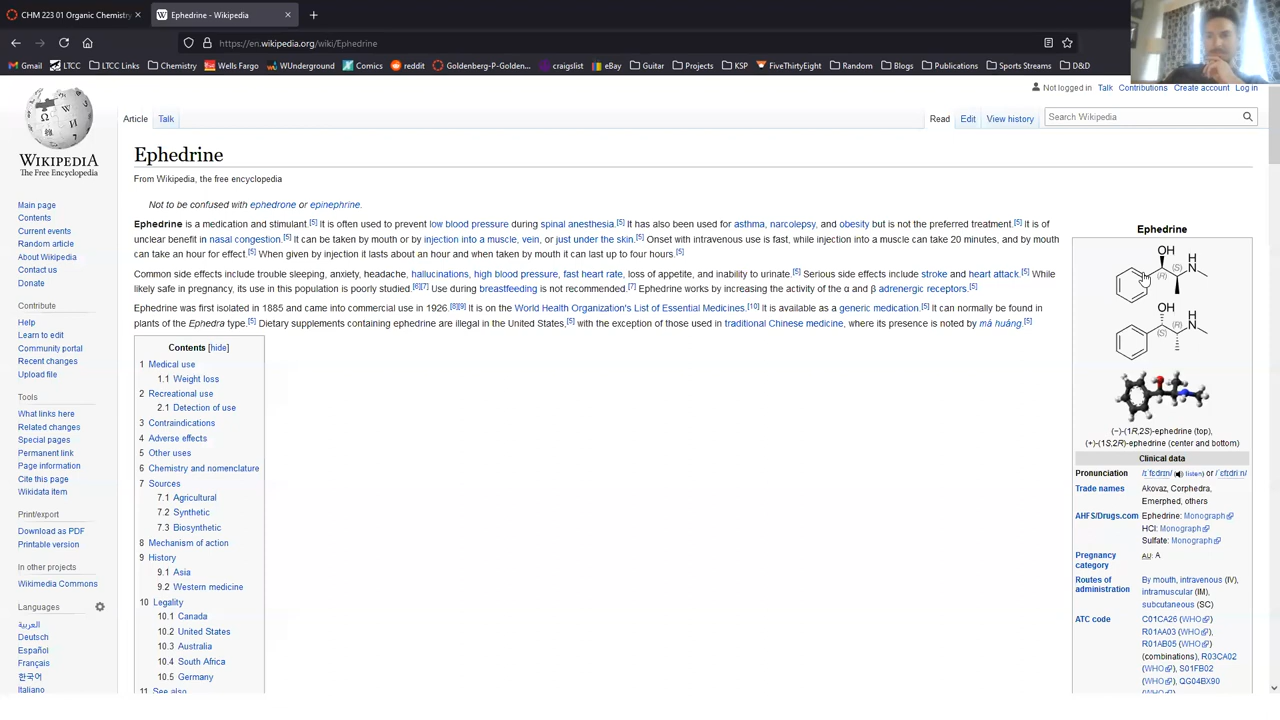 CHM 223 01 Organic Chemistry
Ephedrine - Wikipedia
https://en.wikipedia.org/wiki/Ephedrine
Gmail
LTCC
LTCC Links
Chemistry
Wells Fargo
WUnderground
Comics
reddit
Goldenberg-P-Golden...
craigslist
eBay
Guitar
Projects
KSP
FiveThirtyEight
Random
Blogs
Publications
Sports Streams
D&D
Not logged in Talk Contributions Create account Log in
Article Talk
Read Edit View history
Search Wikipedia
WIKIPEDIA
The Free Encyclopedia
Main page
Contents
Current events
Random article
About Wikipedia
Contact us
Donate
Contribute
Help
Learn to edit
Community portal
Recent changes
Upload file
Tools
What links here
Related changes
Special pages
Permanent link
Page information
Cite this page
Wikidata item
Print/export
Download as PDF
Printable version
In other projects
Wikimedia Commons
Languages
العربية
Deutsch
Español
Français
한국어
Italiano
Ephedrine
From Wikipedia, the free encyclopedia
Not to be confused with ephedrone or epinephrine.
Ephedrine is a medication and stimulant.[5] It is often used to prevent low blood pressure during spinal anesthesia.[5] It has also been used for asthma, narcolepsy, and obesity but is not the preferred treatment.[5] It is of
unclear benefit in nasal congestion.[5] It can be taken by mouth or by injection into a muscle, vein, or just under the skin.[5] Onset with intravenous use is fast, while injection into a muscle can take 20 minutes, and by mouth
can take an hour for effect.[5] When given by injection it lasts about an hour and when taken by mouth it can last up to four hours.[5]
Common side effects include trouble sleeping, anxiety, headache, hallucinations, high blood pressure, fast heart rate, loss of appetite, and inability to urinate.[5] Serious side effects include stroke and heart attack.[5] While
likely safe in pregnancy, its use in this population is poorly studied.[6][7] Use during breastfeeding is not recommended.[7] Ephedrine works by increasing the activity of the α and β adrenergic receptors.[5]
Ephedrine was first isolated in 1885 and came into commercial use in 1926.[8][9] It is on the World Health Organization's List of Essential Medicines.[10] It is available as a generic medication.[5] It can normally be found in
plants of the Ephedra type.[5] Dietary supplements containing ephedrine are illegal in the United States,[5] with the exception of those used in traditional Chinese medicine, where its presence is noted by má huáng.[5]
Contents [hide]
1 Medical use
1.1 Weight loss
2 Recreational use
2.1 Detection of use
3 Contraindications
4 Adverse effects
5 Other uses
6 Chemistry and nomenclature
7 Sources
7.1 Agricultural
7.2 Synthetic
7.3 Biosynthetic
8 Mechanism of action
9 History
9.1 Asia
9.2 Western medicine
10 Legality
10.1 Canada
10.2 United States
10.3 Australia
10.4 South Africa
10.5 Germany
11 See also
Ephedrine
OH
(S) H
(R) N
OH
(R) H
(S) N
(−)-(1R,2S)-ephedrine (top),
(+)-(1S,2R)-ephedrine (center and bottom)
Clinical data
Pronunciation /ɪˈfɛdrɪn/ (listen) or /ˈɛfɪdriːn/
Trade names Akovaz, Corphedra,
Emerphed, others
AHFS/Drugs.com Ephedrine: Monograph
HCl: Monograph
Sulfate: Monograph
Pregnancy category AU: A
Routes of administration By mouth, intravenous (IV),
intramuscular (IM),
subcutaneous (SC)
ATC code C01CA26 (WHO)
R01AA03 (WHO),
R01AB05 (WHO)
(combinations), R03CA02
(WHO), S01FB02
(WHO), QG04BX90
(WHO)